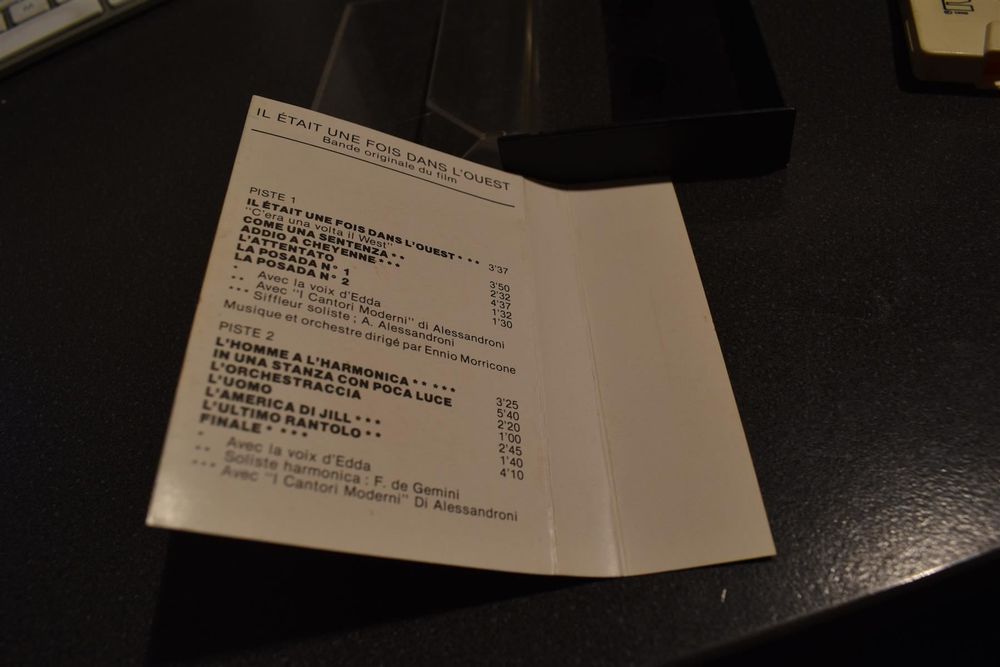 IL ÉTAIT UNE FOIS DANS L'OUEST
Bande originale du film
PISTE 1
IL ÉTAIT UNE FOIS DANS L'OUEST * * * 3'37
"C'era una volta il West"
COME UNA SENTENZA * * 3'50
ADDIO A CHEYENNE * * * 2'32
L'ATTENTATO 4'37
LA POSADA N° 1 1'32
LA POSADA N° 2 1'30
* Avec la voix d'Edda
** Avec "I Cantori Moderni" di Alessandroni
*** Siffleur soliste : A. Alessandroni
Musique et orchestre dirigé par Ennio Morricone
PISTE 2
L'HOMME A L'HARMONICA * * * * * 3'25
IN UNA STANZA CON POCA LUCE 5'40
L'ORCHESTRACCIA 2'20
L'UOMO 1'00
L'AMERICA DI JILL * * * 2'45
L'ULTIMO RANTOLO * * 1'40
FINALE * * * * 4'10
* Avec la voix d'Edda
** Soliste harmonica : F. de Gemini
*** Avec "I Cantori Moderni" Di Alessandroni